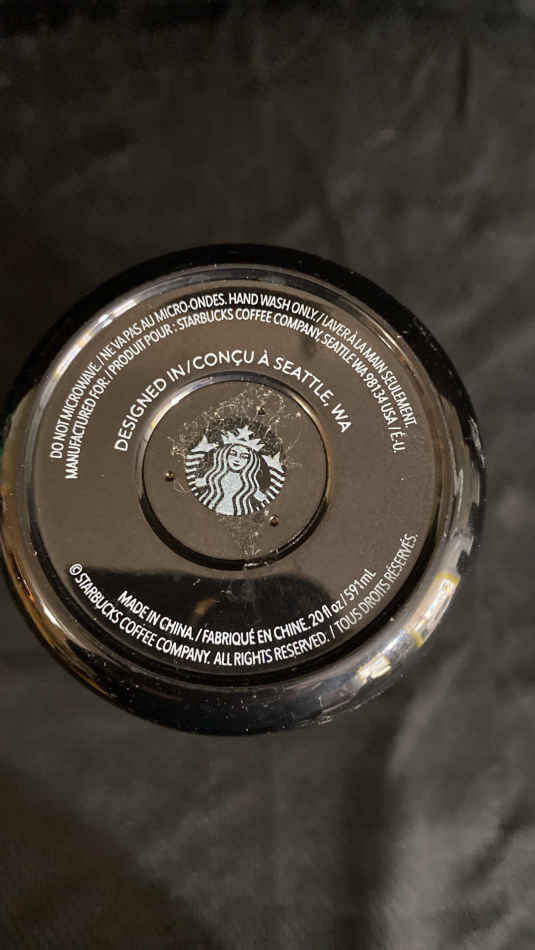 DO NOT MICROWAVE. / NE VA PAS AU MICRO-ONDES. HAND WASH ONLY. / LAVER À LA MAIN SEULEMENT.
MANUFACTURED FOR: / PRODUIT POUR : STARBUCKS COFFEE COMPANY, SEATTLE WA 98134 USA / É.-U.
DESIGNED IN / CONÇU À SEATTLE, WA
MADE IN CHINA. / FABRIQUÉ EN CHINE. 20 fl oz / 591 mL
©STARBUCKS COFFEE COMPANY. ALL RIGHTS RESERVED. / TOUS DROITS RÉSERVÉS.